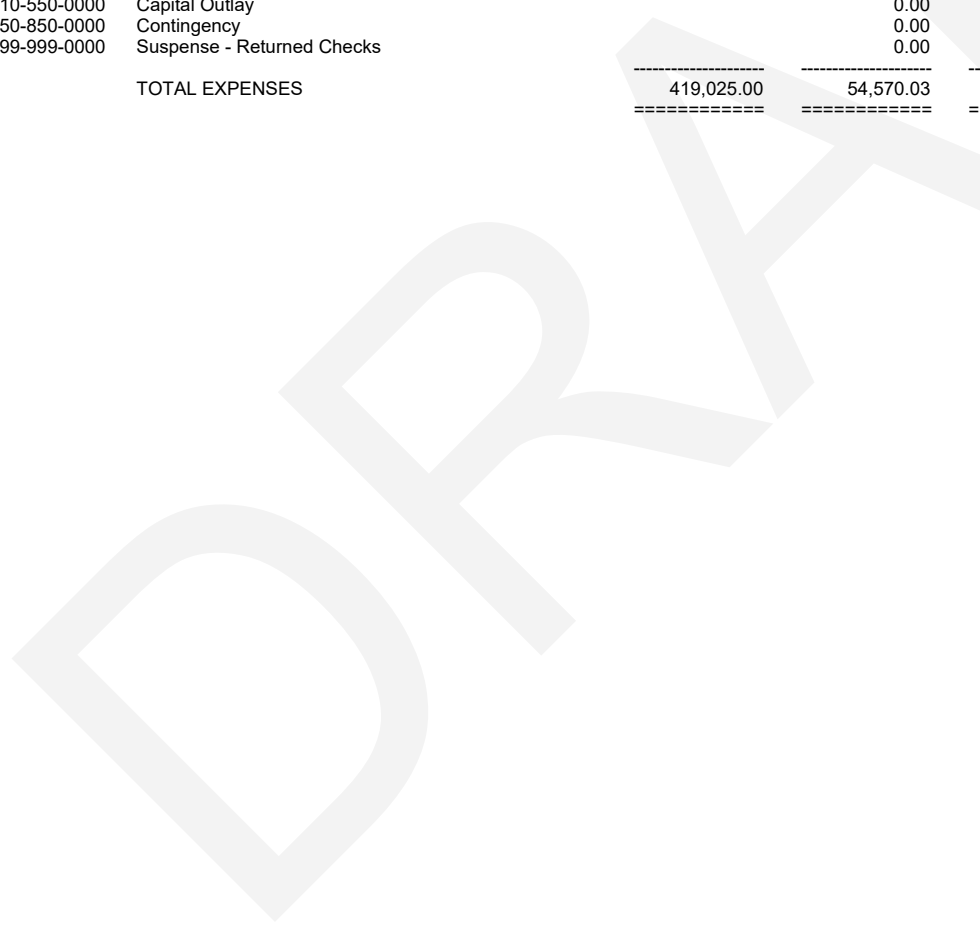 10-550-0000 Capital Outlay 0.00
50-850-0000 Contingency 0.00
99-999-0000 Suspense - Returned Checks 0.00
TOTAL EXPENSES 419,025.00 54,570.03
DRA